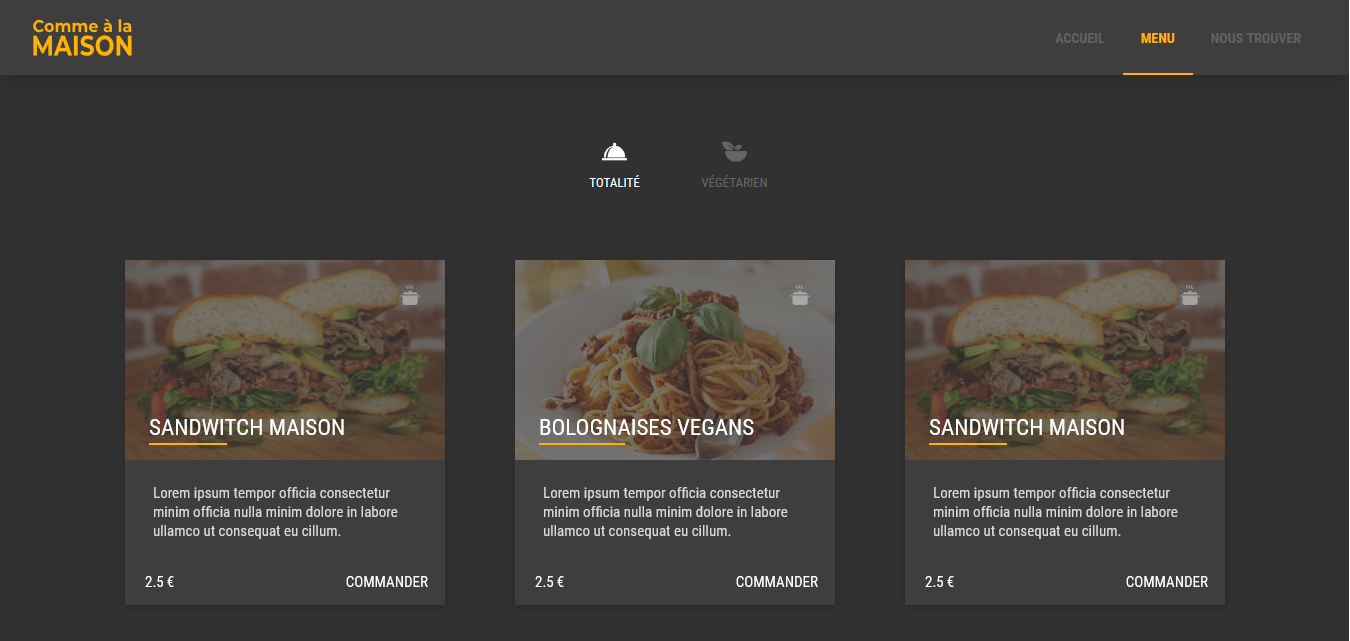 Comme à la
MAISON
ACCUEIL
MENU
NOUS TROUVER
TOTALITÉ
VÉGÉTARIEN
SANDWITCH MAISON
Lorem ipsum tempor officia consectetur
minim officia nulla minim dolore in labore
ullamco ut consequat eu cillum.
2.5 €
COMMANDER
BOLOGNAISES VEGANS
Lorem ipsum tempor officia consectetur
minim officia nulla minim dolore in labore
ullamco ut consequat eu cillum.
2.5 €
COMMANDER
SANDWITCH MAISON
Lorem ipsum tempor officia consectetur
minim officia nulla minim dolore in labore
ullamco ut consequat eu cillum.
2.5 €
COMMANDER